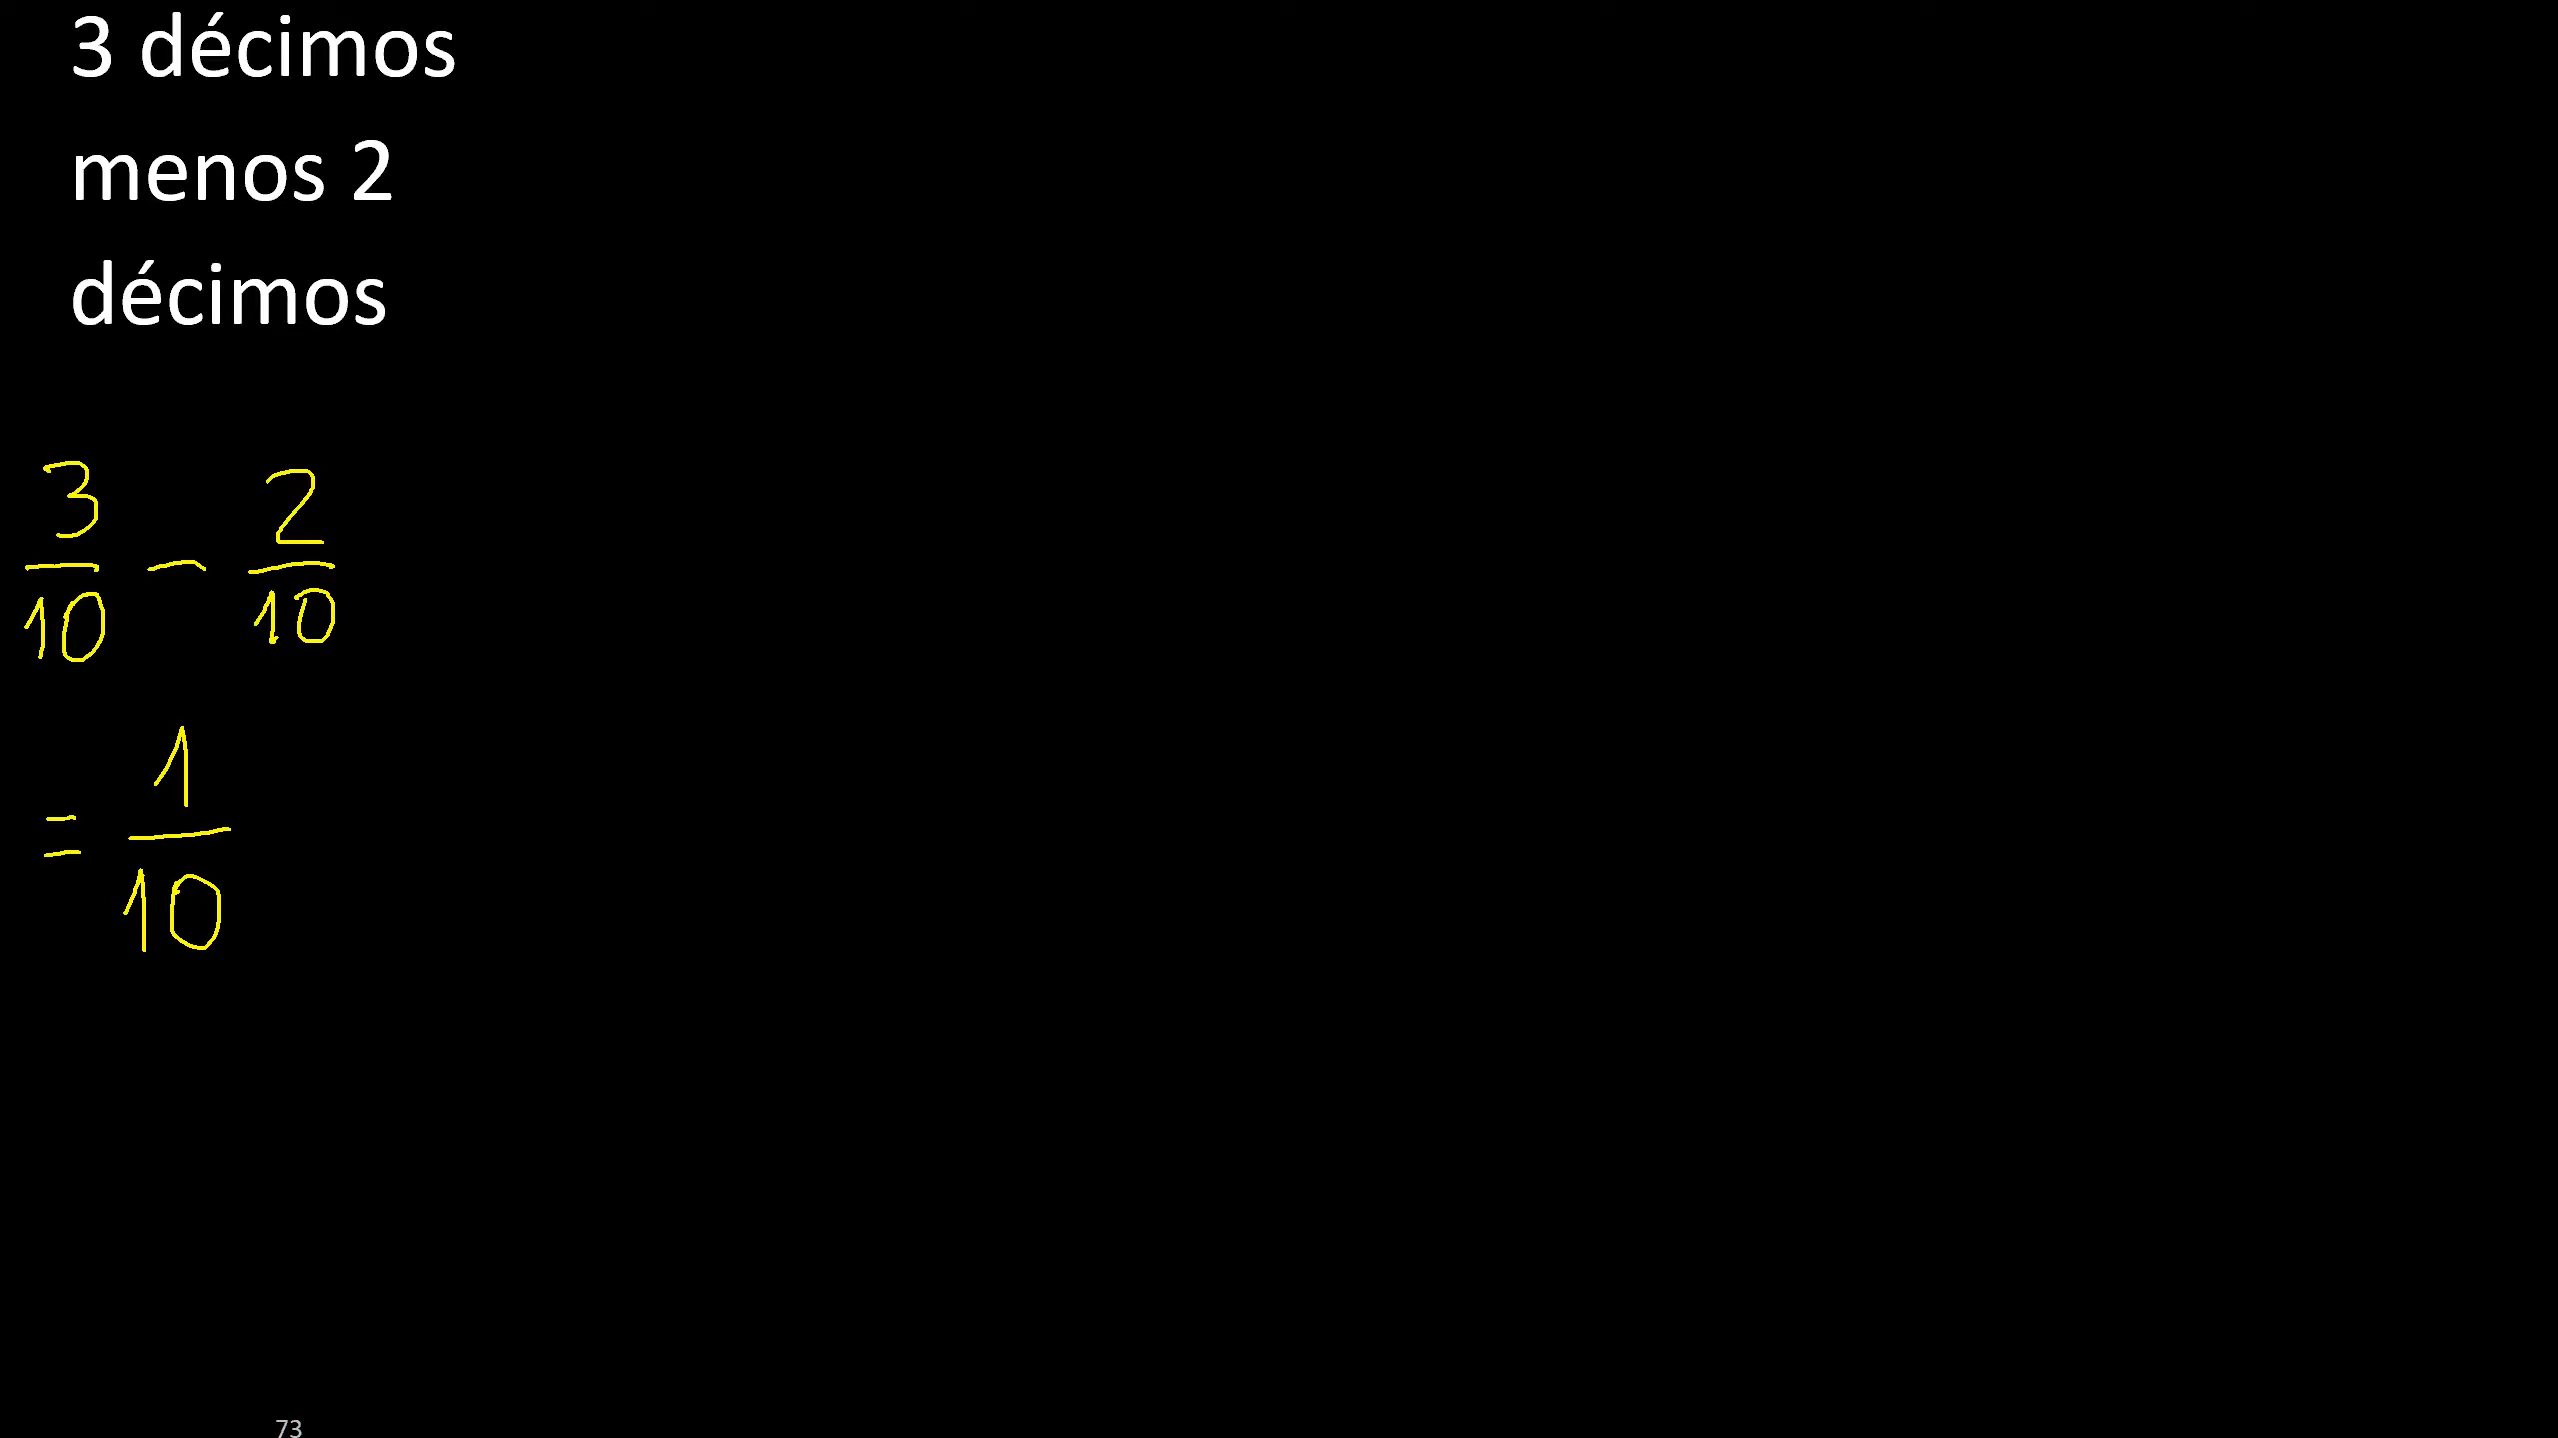 3 décimos
menos 2
décimos
3/10 - 2/10
= 1/10
73